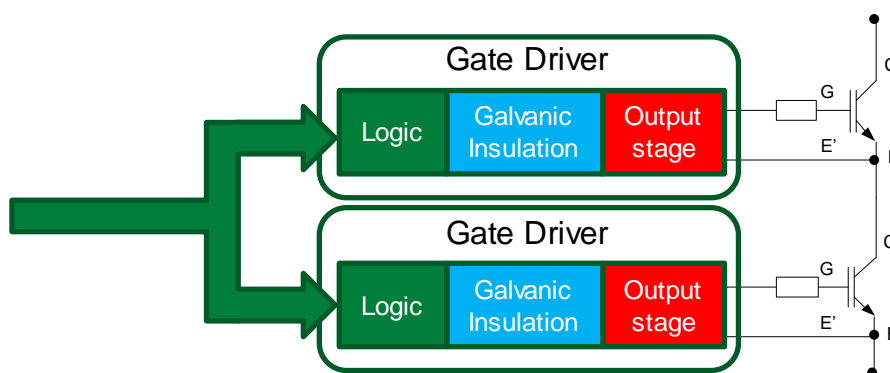 Gate Driver
Logic
Galvanic
Insulation
Output
stage
G
E’
Gate Driver
Logic
Galvanic
Insulation
Output
stage
G
E’